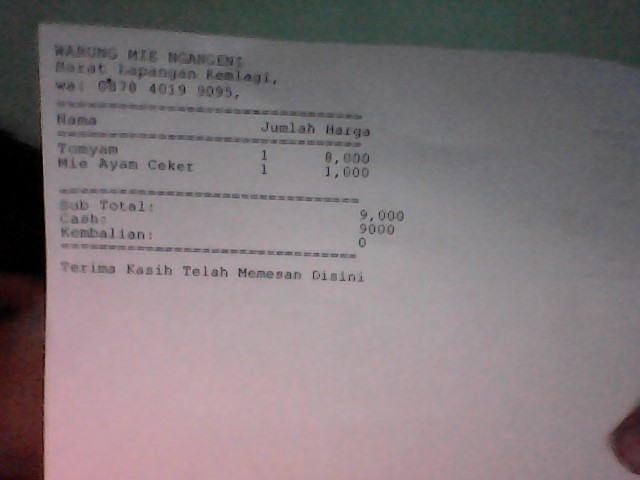 WARUNG MIE NGANGENI
Barat Lapangan Kemlagi,
wa: 0878 4039 9095,
==============================
Nama Jumlah Harga
==============================
Tomyam 1 8,000
Mie Ayam Ceker 1 1,000
==============================
Sub Total: 9,000
Cash: 9000
Kembalian: 0
==============================
Terima Kasih Telah Memesan Disini